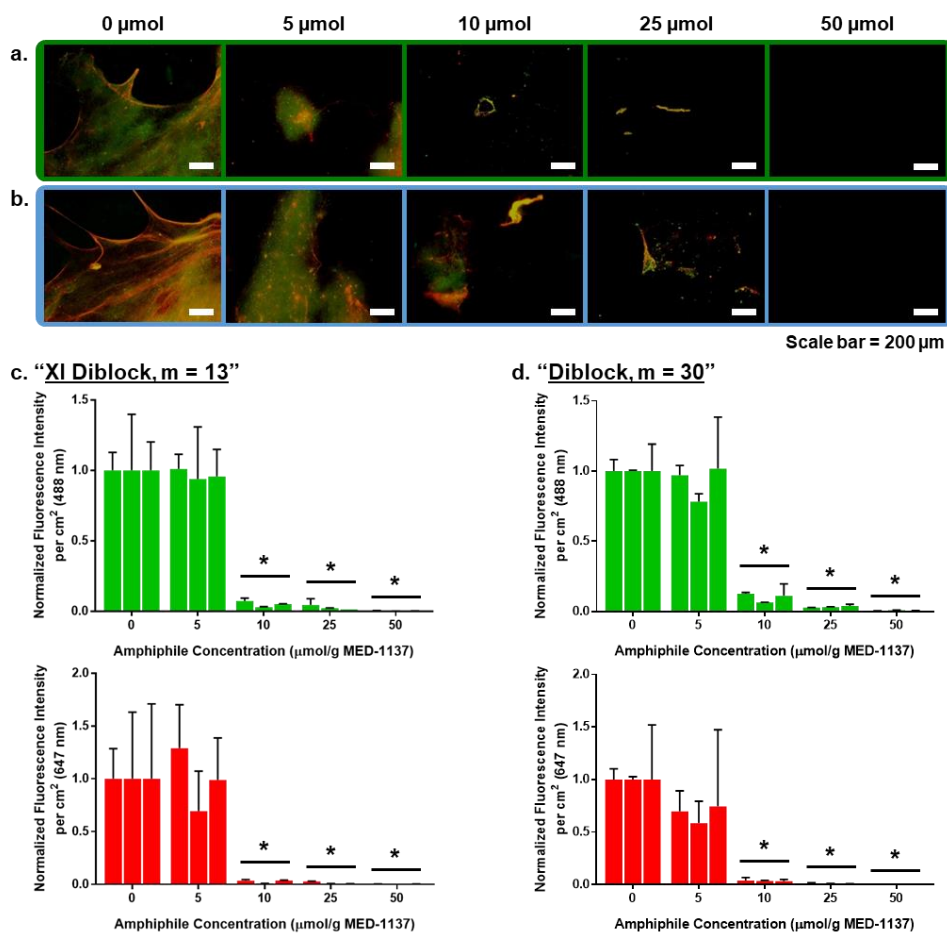 0 µmol 5 µmol 10 µmol 25 µmol 50 µmol
a.
b.
Scale bar = 200 µm
c. “XI Diblock, m = 13”
Normalized Fluorescence Intensity
per cm² (488 nm)
1.5
1.0
0.5
0.0
* * *
0 5 10 25 50
Amphiphile Concentration (µmol/g MED-1137)
Normalized Fluorescence Intensity
per cm² (647 nm)
2.0
1.5
1.0
0.5
0.0
* * *
0 5 10 25 50
Amphiphile Concentration (µmol/g MED-1137)
d. “Diblock, m = 30”
Normalized Fluorescence Intensity
per cm² (488 nm)
1.5
1.0
0.5
0.0
* * *
0 5 10 25 50
Amphiphile Concentration (µmol/g MED-1137)
Normalized Fluorescence Intensity
per cm² (647 nm)
2.0
1.5
1.0
0.5
0.0
* * *
0 5 10 25 50
Amphiphile Concentration (µmol/g MED-1137)